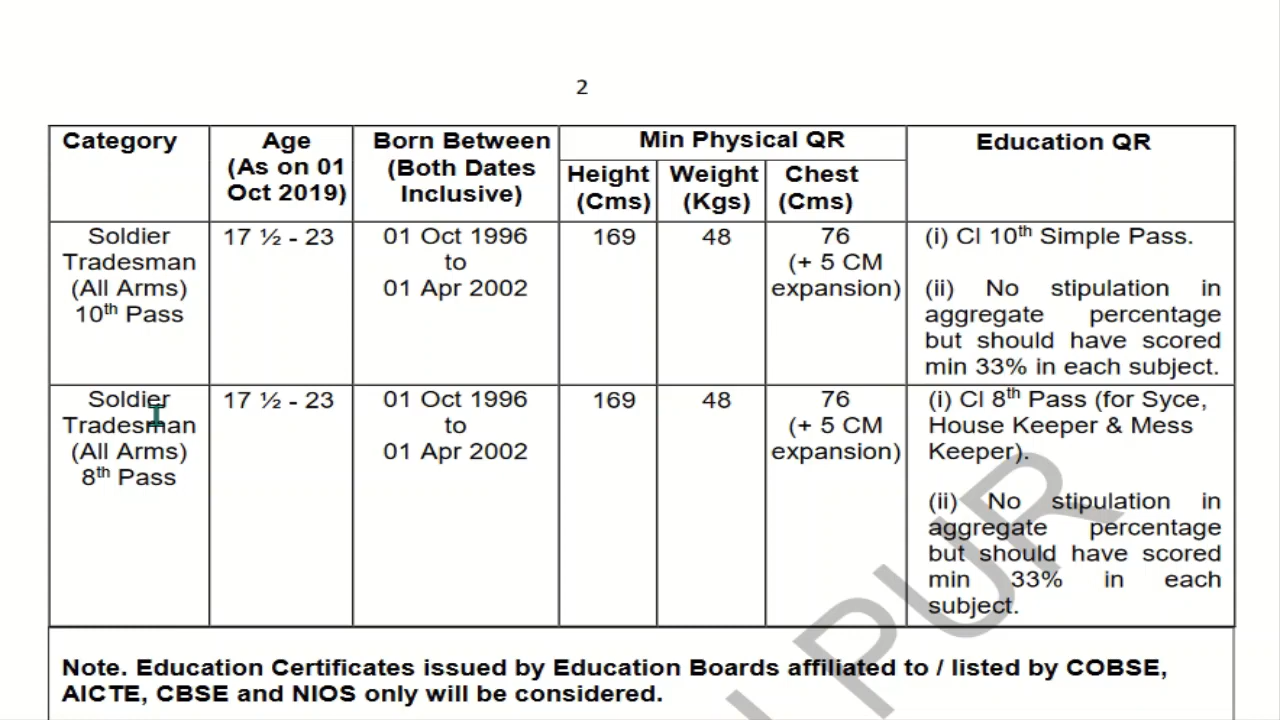 2
Category
Age
(As on 01
Oct 2019)
Born Between
(Both Dates
Inclusive)
Min Physical QR
Height
(Cms)
Weight
(Kgs)
Chest
(Cms)
Education QR
Soldier
Tradesman
(All Arms)
10th Pass
17 ½ - 23
01 Oct 1996
to
01 Apr 2002
169
48
76
(+ 5 CM
expansion)
(i) Cl 10th Simple Pass.
(ii) No stipulation in
aggregate percentage
but should have scored
min 33% in each subject.
Soldier
Tradesman
(All Arms)
8th Pass
17 ½ - 23
01 Oct 1996
to
01 Apr 2002
169
48
76
(+ 5 CM
expansion)
(i) Cl 8th Pass (for Syce,
House Keeper & Mess
Keeper).
(ii) No stipulation in
aggregate percentage
but should have scored
min 33% in each
subject.
Note. Education Certificates issued by Education Boards affiliated to / listed by COBSE,
AICTE, CBSE and NIOS only will be considered.